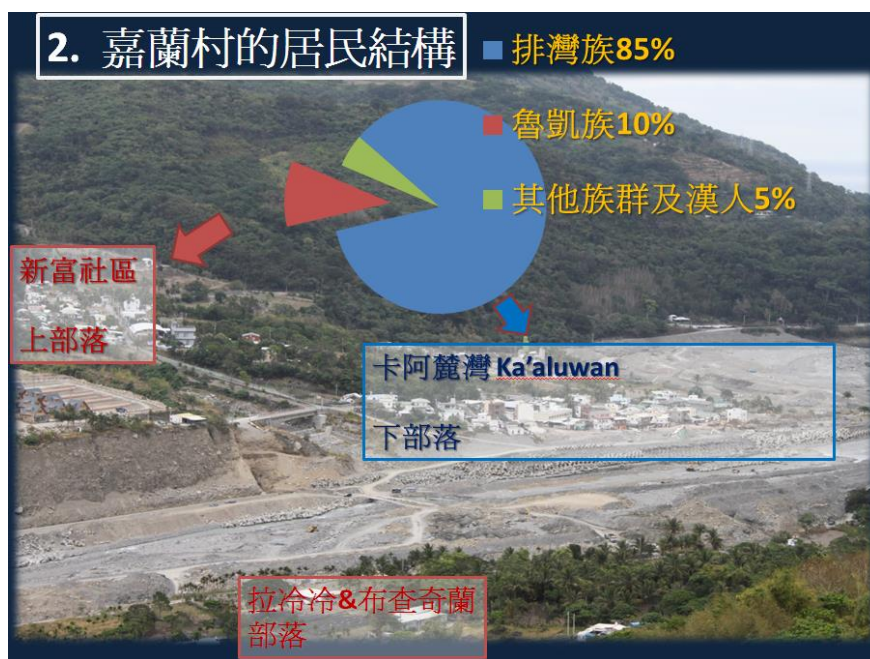 2. 嘉蘭村的居民結構
排灣族85%
魯凱族10%
其他族群及漢人5%
新富社區
上部落
卡阿麓灣 Ka'aluwan
下部落
拉冷冷&布查奇蘭
部落